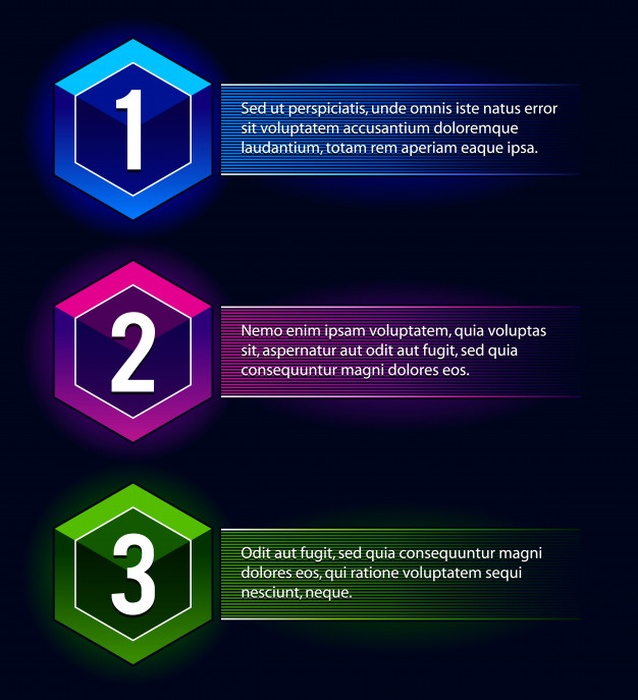 1
Sed ut perspiciatis, unde omnis iste natus error
sit voluptatem accusantium doloremque
laudantium, totam rem aperiam eaque ipsa.
2
Nemo enim ipsam voluptatem, quia voluptas
sit, aspernatur aut odit aut fugit, sed quia
consequuntur magni dolores eos.
3
Odit aut fugit, sed quia consequuntur magni
dolores eos, qui ratione voluptatem sequi
nesciunt, neque.